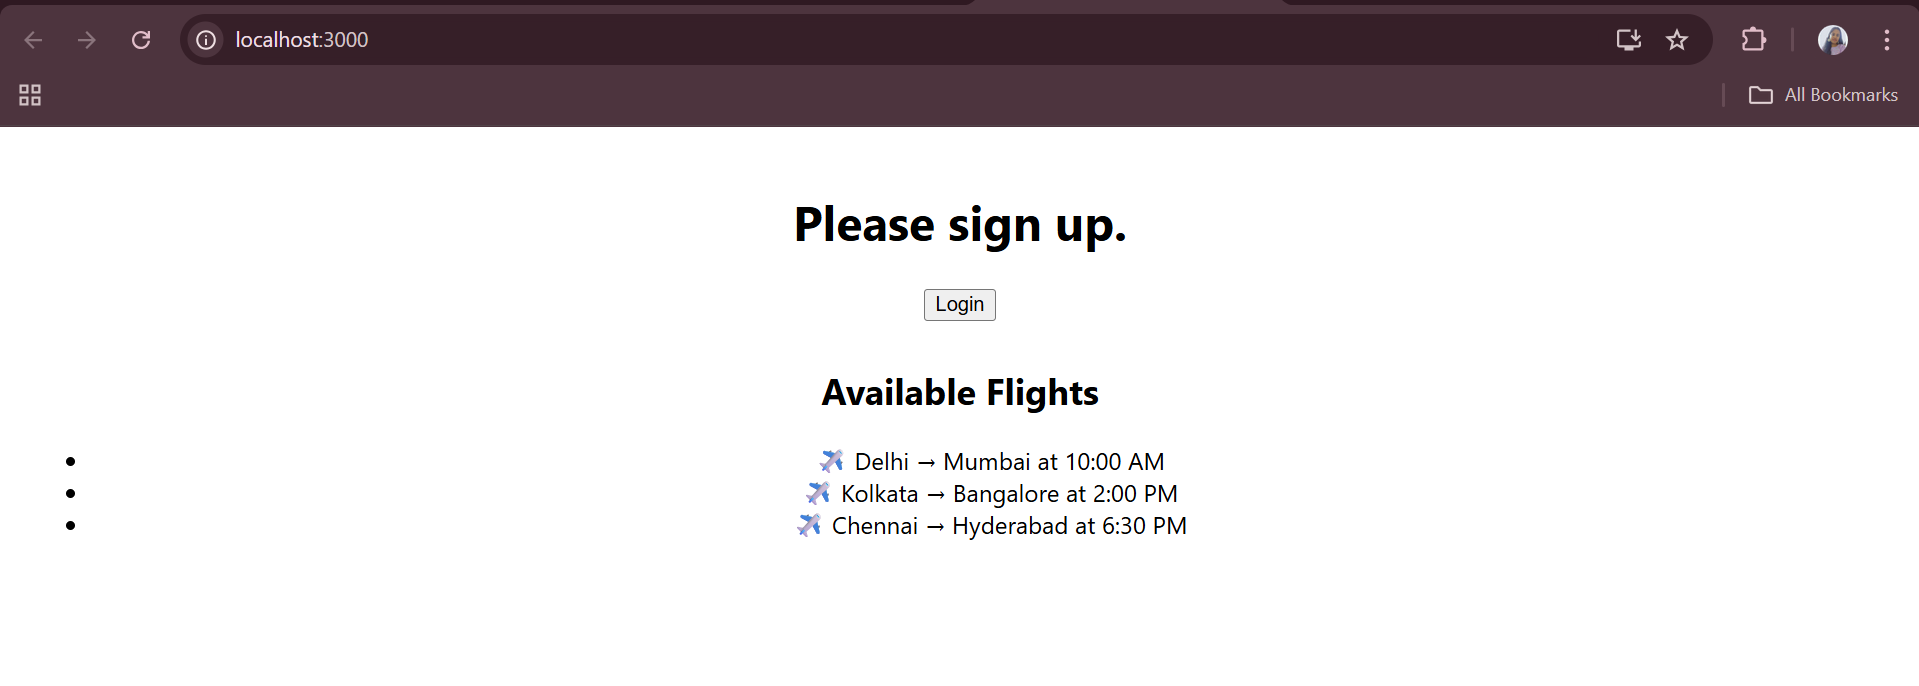 localhost:3000
All Bookmarks
Please sign up.
Login
Available Flights
• ✈️ Delhi → Mumbai at 10:00 AM
• ✈️ Kolkata → Bangalore at 2:00 PM
• ✈️ Chennai → Hyderabad at 6:30 PM